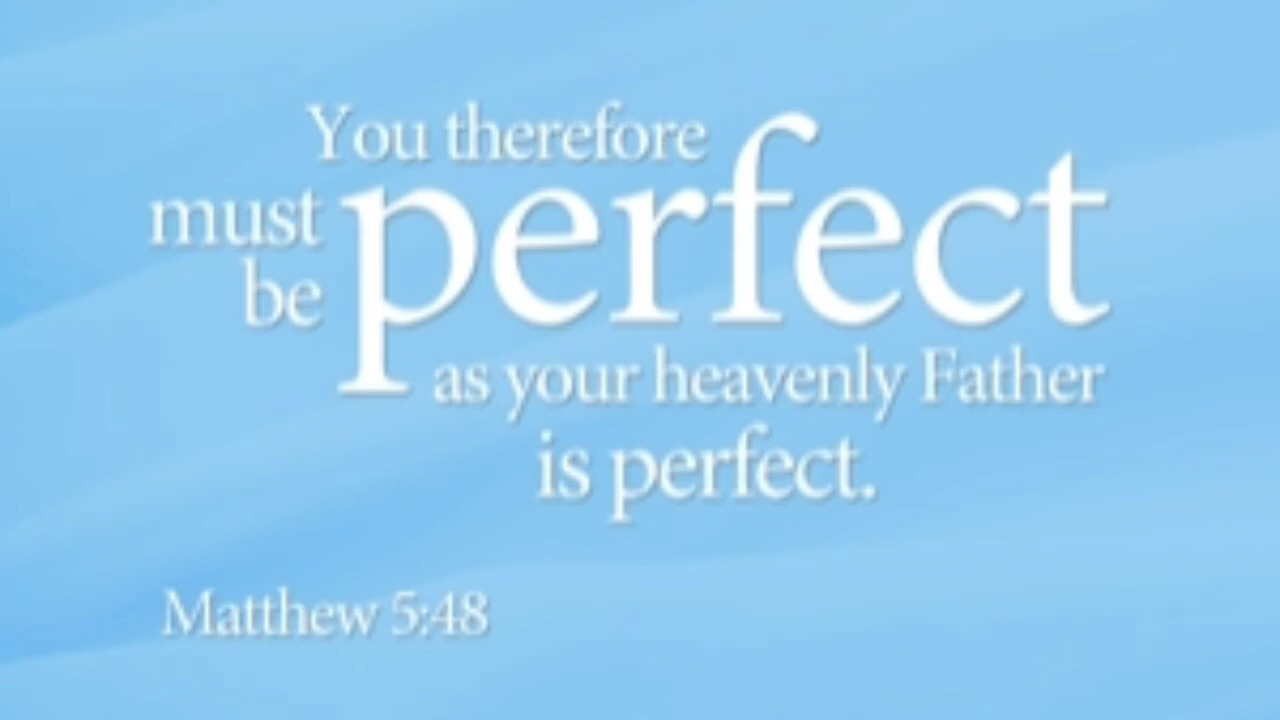 You therefore
must
be
perfect
as your heavenly Father
is perfect.
Matthew 5:48